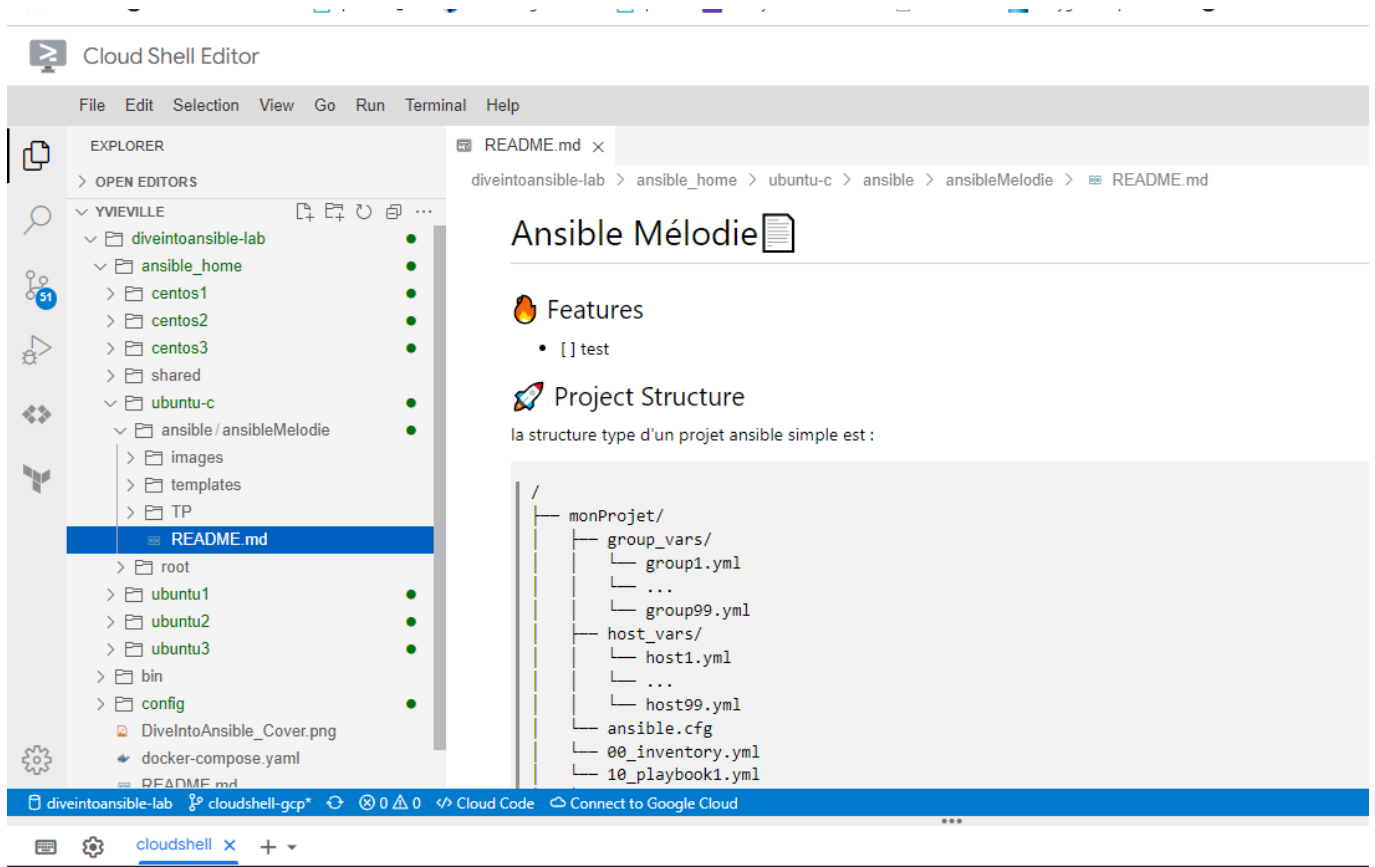 Cloud Shell Editor
File Edit Selection View Go Run Terminal Help
EXPLORER
OPEN EDITORS
YVIEVILLE
diveintoansible-lab
ansible_home
centos1
centos2
centos3
shared
ubuntu-c
ansible / ansibleMelodie
images
templates
TP
README.md
root
ubuntu1
ubuntu2
ubuntu3
bin
config
DiveIntoAnsible_Cover.png
docker-compose.yaml
README.md
51
README.md ×
diveintoansible-lab > ansible_home > ubuntu-c > ansible > ansibleMelodie > README.md
Ansible Mélodie
Features
• [ ] test
Project Structure
la structure type d'un projet ansible simple est :
/
├── monProjet/
│   ├── group_vars/
│   │   └── group1.yml
│   │   └── ...
│   │   └── group99.yml
│   ├── host_vars/
│   │   └── host1.yml
│   │   └── ...
│   │   └── host99.yml
│   └── ansible.cfg
│   └── 00_inventory.yml
│   └── 10_playbook1.yml
diveintoansible-lab cloudshell-gcp* 0 0 Cloud Code Connect to Google Cloud
cloudshell × +